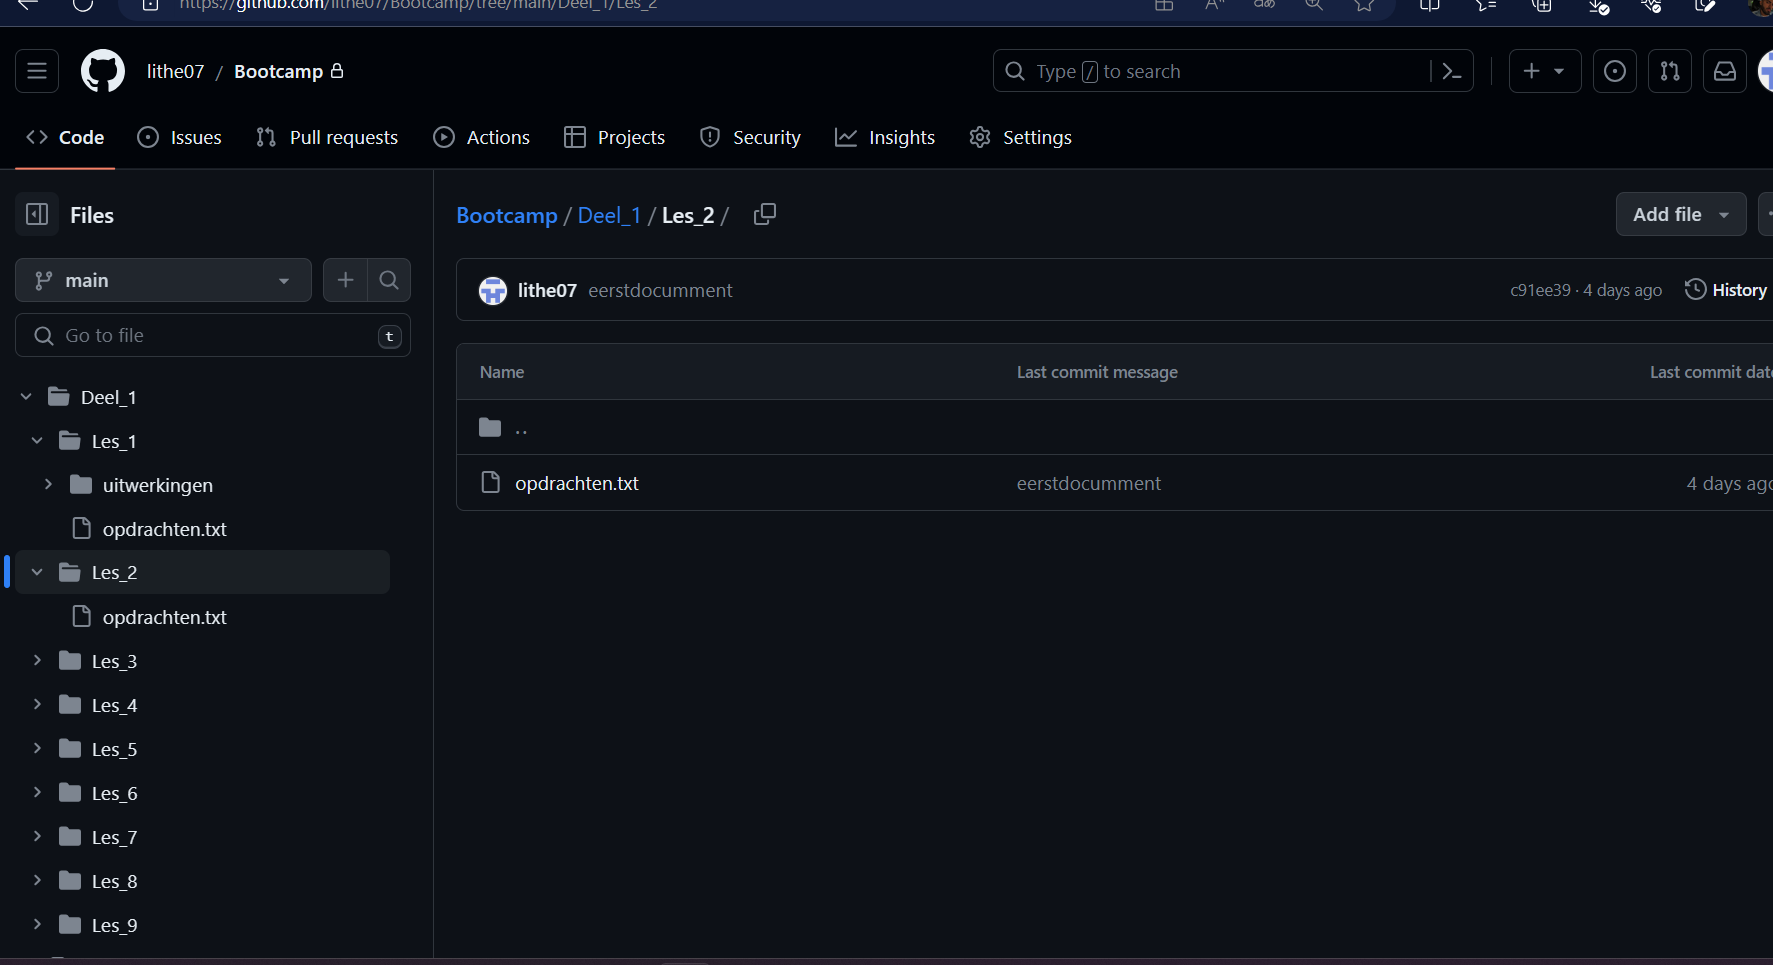 https://github.com/lithe07/Bootcamp/tree/main/Deel_1/Les_2
lithe07 / Bootcamp
Type / to search
Code
Issues
Pull requests
Actions
Projects
Security
Insights
Settings
Files
main
Go to file
t
Deel_1
Les_1
uitwerkingen
opdrachten.txt
Les_2
opdrachten.txt
Les_3
Les_4
Les_5
Les_6
Les_7
Les_8
Les_9
Bootcamp / Deel_1 / Les_2 /
Add file
lithe07 eerstdocumment
c91ee39 · 4 days ago
History
Name Last commit message Last commit date
..
opdrachten.txt eerstdocumment 4 days ago